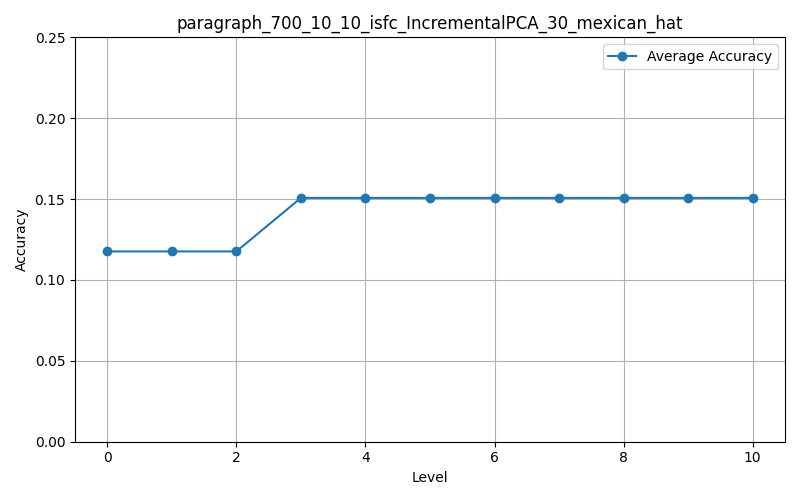 paragraph_700_10_10_isfc_IncrementalPCA_30_mexican_hat
Average Accuracy
0.25
0.20
0.15
0.10
0.05
0.00
Accuracy
0 2 4 6 8 10
Level